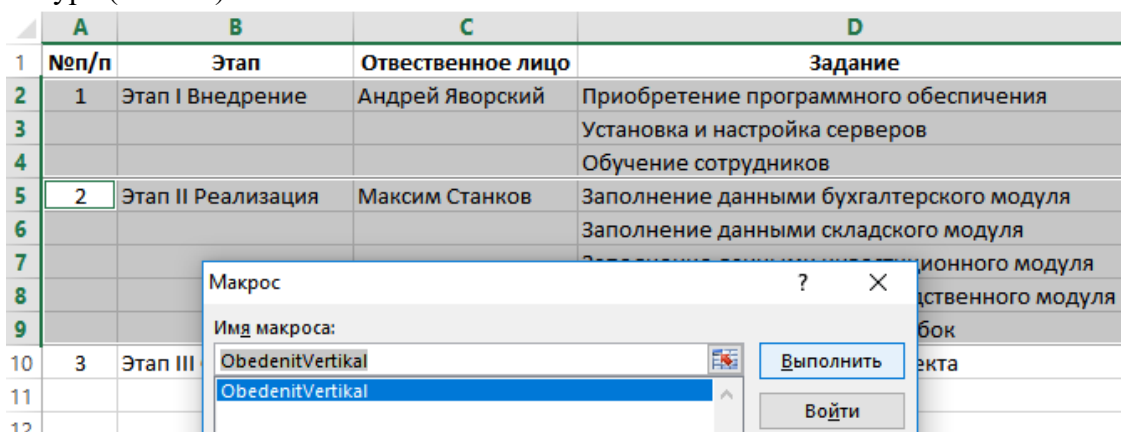 A B C D
1 №п/п Этап Отвественное лицо Задание
2 1 Этап I Внедрение Андрей Яворский Приобретение программного обеспичения
3 Установка и настройка серверов
4 Обучение сотрудников
5 2 Этап II Реализация Максим Станков Заполнение данными бухгалтерского модуля
6 Заполнение данными складского модуля
7 ионного модуля
8 дственного модуля
9 бок
10 3 Этап III екта
11
12
Макрос ? ×
Имя макроса:
ObedenitVertikal
Выполнить
ObedenitVertikal
Войти